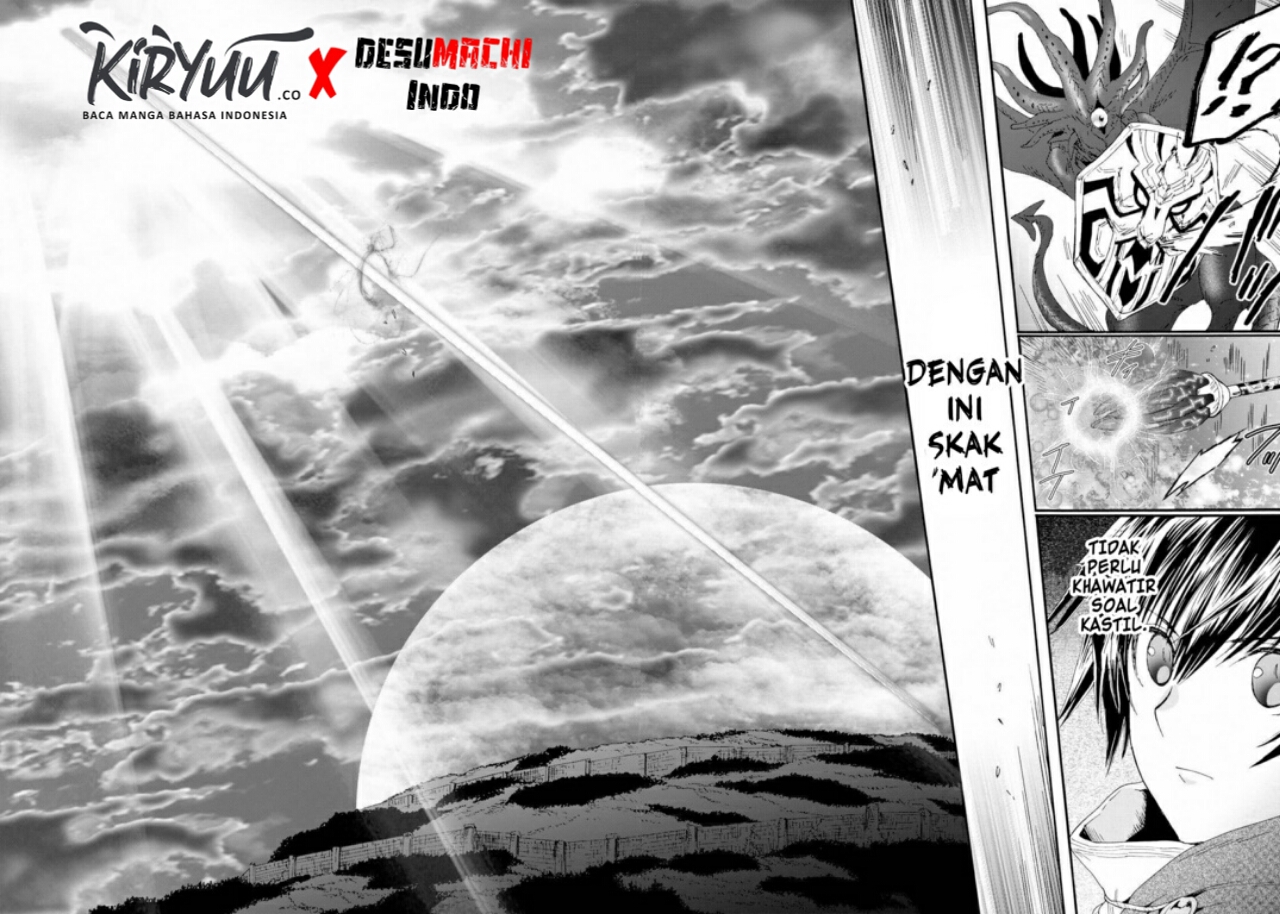 KIRYUU.CO X DESUMACHI
INDO
BACA MANGA BAHASA INDONESIA
!?
TIDAK
PERLU
KHAWATIR
SOAL
KASTIL.
DENGAN
INI
SKAK
'MAT